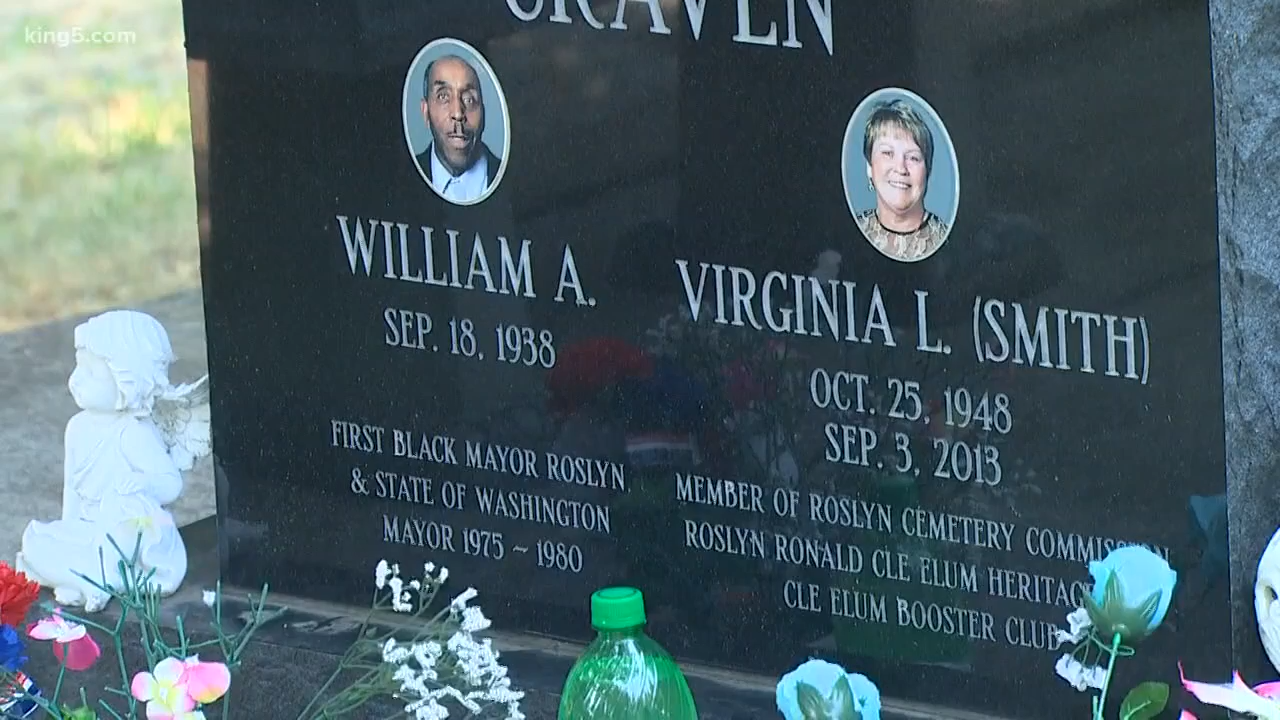 king5.com
CRAVEN
WILLIAM A.
SEP. 18, 1938
FIRST BLACK MAYOR ROSLYN,
& STATE OF WASHINGTON
MAYOR 1975 ~ 1980
VIRGINIA L. (SMITH)
OCT. 25, 1948
SEP. 3, 2013
MEMBER OF ROSLYN CEMETERY COMMISSION
ROSLYN RONALD CLE ELUM HERITAGE
CLE ELUM BOOSTER CLUB